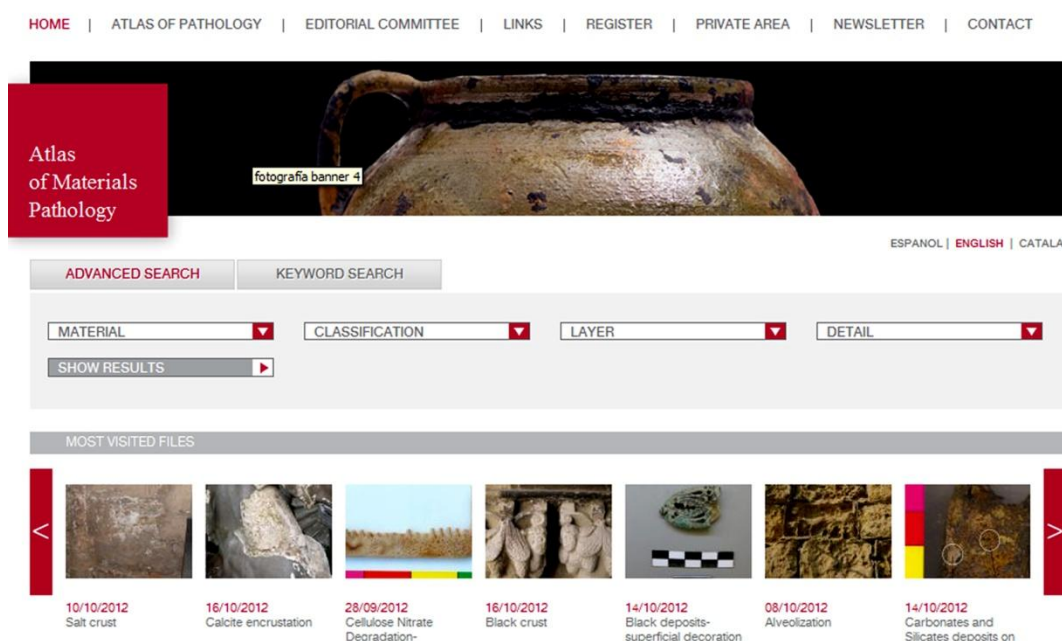 HOME | ATLAS OF PATHOLOGY | EDITORIAL COMMITTEE | LINKS | REGISTER | PRIVATE AREA | NEWSLETTER | CONTACT
Atlas
of Materials
Pathology
fotografía banner 4
ESPANOL | ENGLISH | CATALA
ADVANCED SEARCH KEYWORD SEARCH
MATERIAL CLASSIFICATION LAYER DETAIL
SHOW RESULTS
MOST VISITED FILES
< >
10/10/2012 16/10/2012 28/09/2012 16/10/2012 14/10/2012 08/10/2012 14/10/2012
Salt crust Calcite encrustation Cellulose Nitrate Black crust Black deposits- Alveolization Carbonates and
Degradation- superficial decoration Silicates deposits on